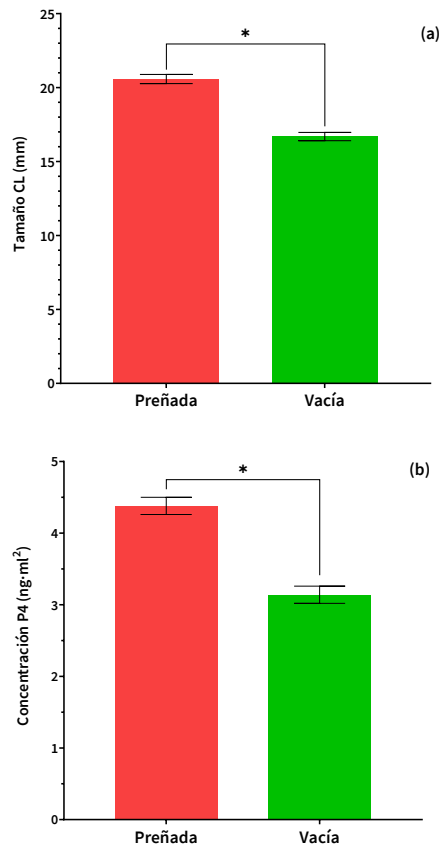 (a)
*
Tamaño CL (mm)
25
20
15
10
5
0
Preñada
Vacía
(b)
*
Concentración P4 (ng·ml²)
5
4
3
2
1
0
Preñada
Vacía